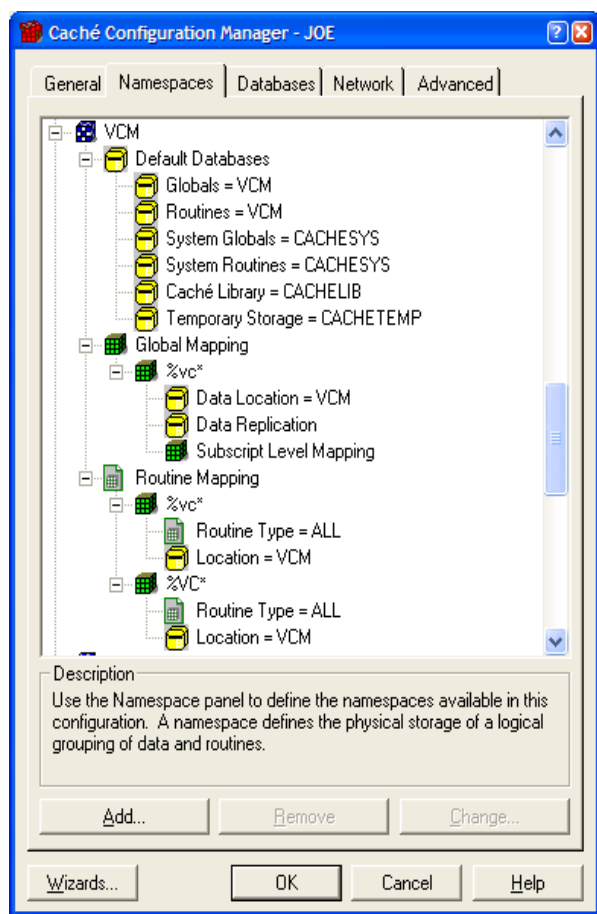 Caché Configuration Manager - JOE
General Namespaces Databases Network Advanced
VCM
Default Databases
Globals = VCM
Routines = VCM
System Globals = CACHESYS
System Routines = CACHESYS
Caché Library = CACHELIB
Temporary Storage = CACHETEMP
Global Mapping
%vc*
Data Location = VCM
Data Replication
Subscript Level Mapping
Routine Mapping
%vc*
Routine Type = ALL
Location = VCM
%VC*
Routine Type = ALL
Location = VCM
Description
Use the Namespace panel to define the namespaces available in this
configuration. A namespace defines the physical storage of a logical
grouping of data and routines.
Add... Remove Change...
Wizards... OK Cancel Help